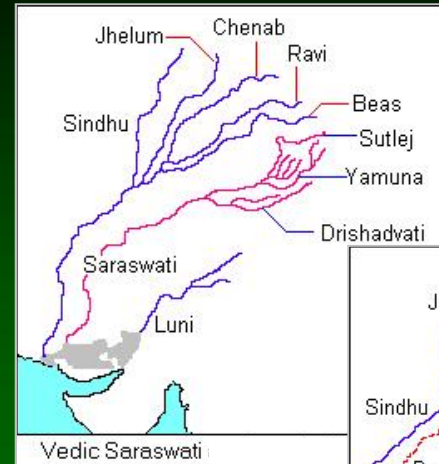 Chenab
Jhelum
Ravi
Beas
Sindhu
Sutlej
Yamuna
Drishadvati
Saraswati
Luni
J
Sindhu
Vedic Saraswati